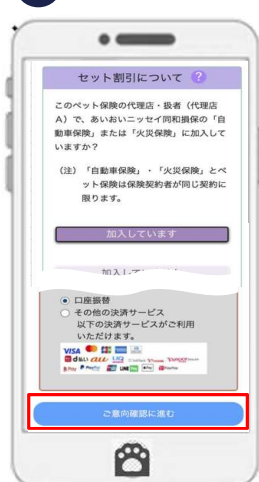 セット割引について ?
このペット保険の代理店・扱者(代理店
A)で、あいおいニッセイ同和損保の「自
動車保険」または「火災保険」に加入して
いますか?
(注)「自動車保険」・「火災保険」とペ
ット保険は保険契約者が同じ契約に
限ります。
加入しています
口座振替
その他の決済サービス
以下の決済サービスがご利用
いただけます。
VISA
ご意向確認に進む